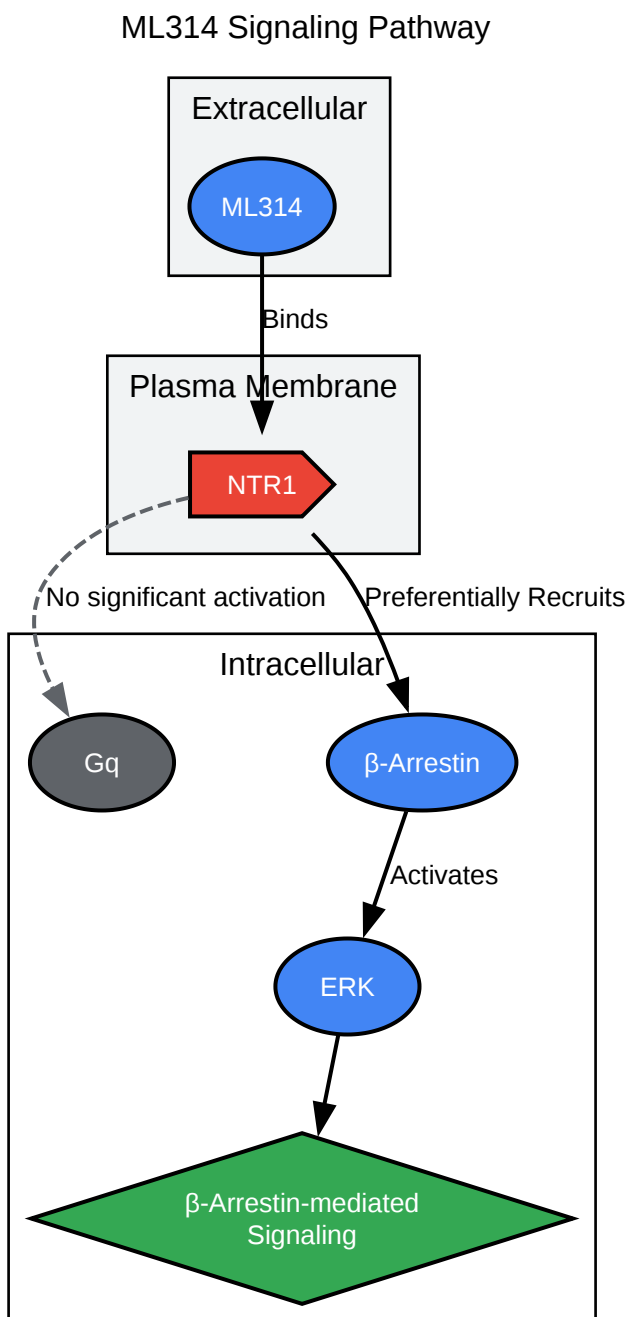 ML314 Signaling Pathway
Extracellular
ML314
Binds
Plasma Membrane
NTR1
No significant activation
Preferentially Recruits
Intracellular
Gq
β-Arrestin
Activates
ERK
β-Arrestin-mediated
Signaling